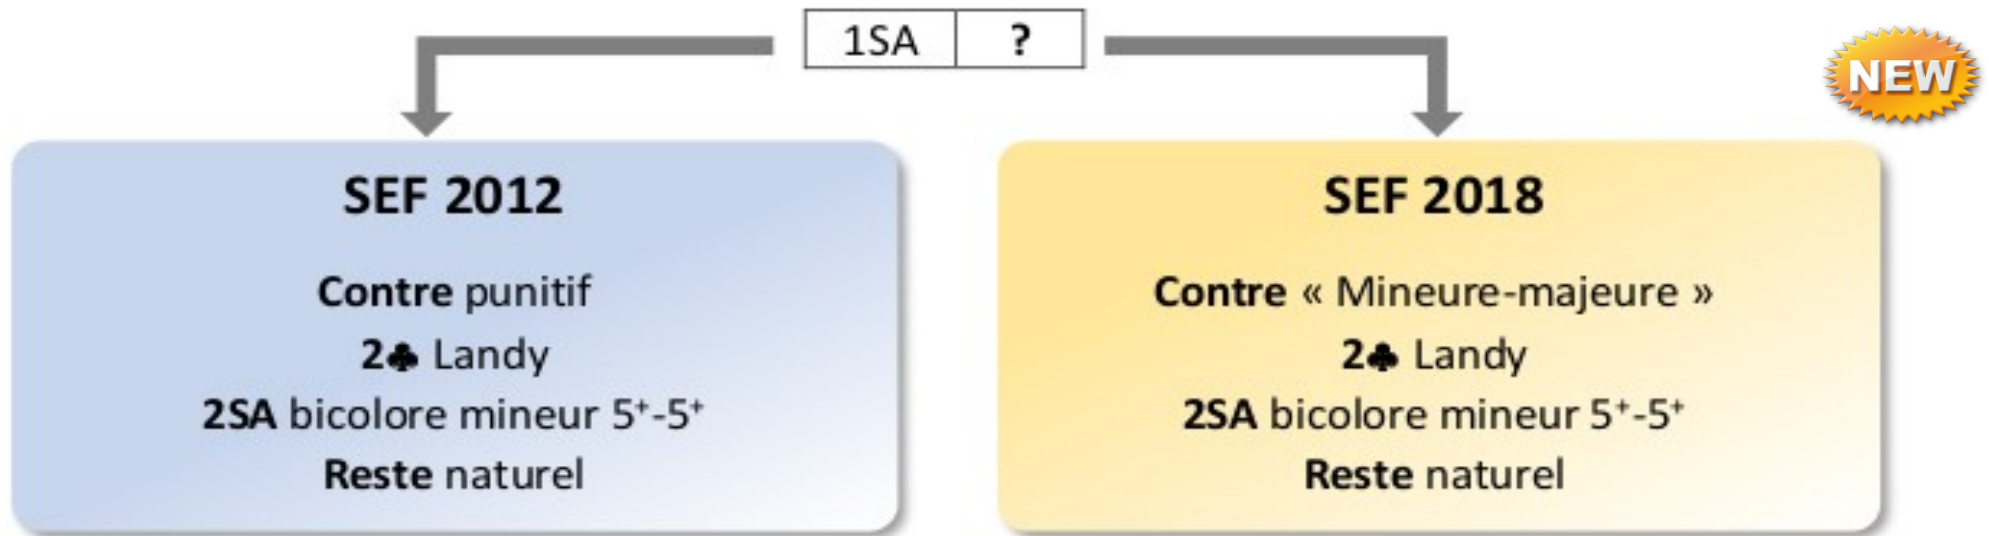 1SA ?
NEW
SEF 2012
Contre punitif
2♣ Landy
2SA bicolore mineur 5⁺-5⁺
Reste naturel
SEF 2018
Contre « Mineure-majeure »
2♣ Landy
2SA bicolore mineur 5⁺-5⁺
Reste naturel